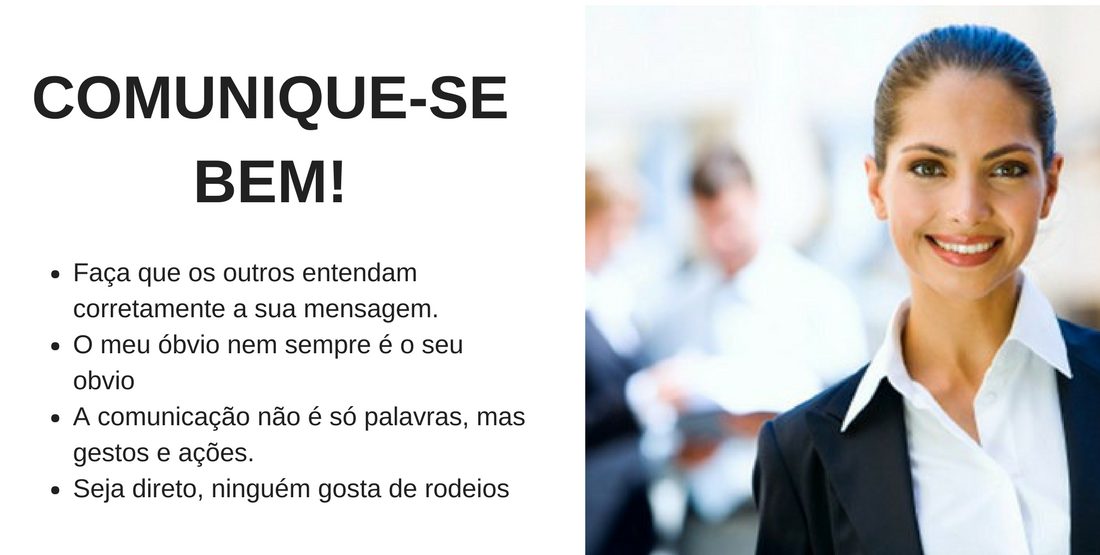 COMUNIQUE-SE
BEM!
• Faça que os outros entendam
corretamente a sua mensagem.
• O meu óbvio nem sempre é o seu
obvio
• A comunicação não é só palavras, mas
gestos e ações.
• Seja direto, ninguém gosta de rodeios